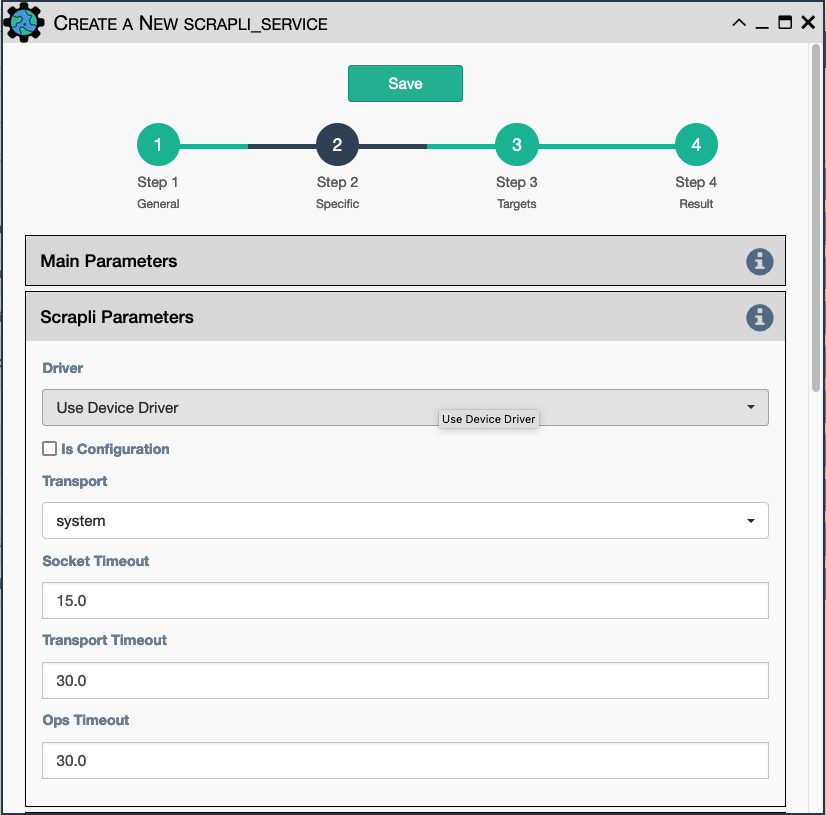 Create a New scrapli_service
Save
1 2 3 4
Step 1 Step 2 Step 3 Step 4
General Specific Targets Result
Main Parameters
Scrapli Parameters
Driver
Use Device Driver
Use Device Driver
Is Configuration
Transport
system
Socket Timeout
15.0
Transport Timeout
30.0
Ops Timeout
30.0